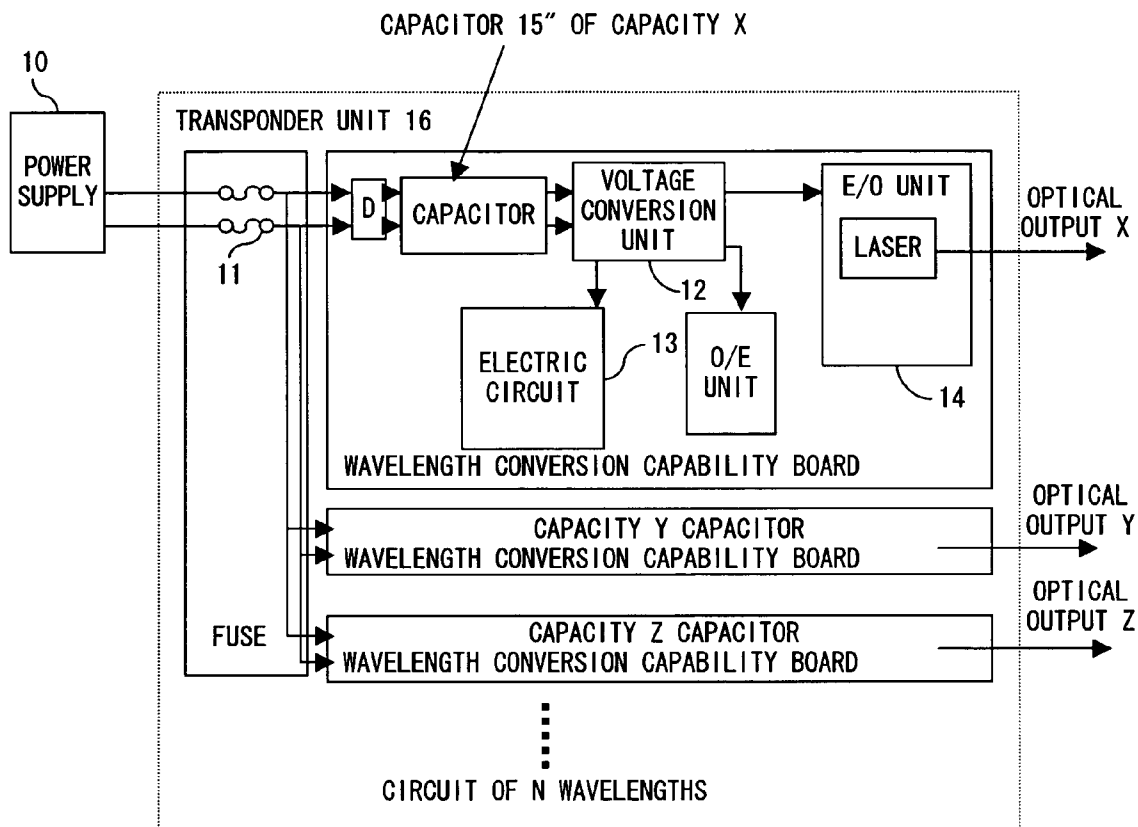 CAPACITOR 15″ OF CAPACITY X
10
TRANSPONDER UNIT 16
POWER
SUPPLY
11
D
CAPACITOR
VOLTAGE
CONVERSION
UNIT
12
E/O UNIT
LASER
14
OPTICAL
OUTPUT X
ELECTRIC
CIRCUIT
13
O/E
UNIT
WAVELENGTH CONVERSION CAPABILITY BOARD
CAPACITY Y CAPACITOR
WAVELENGTH CONVERSION CAPABILITY BOARD
OPTICAL
OUTPUT Y
FUSE
CAPACITY Z CAPACITOR
WAVELENGTH CONVERSION CAPABILITY BOARD
OPTICAL
OUTPUT Z
CIRCUIT OF N WAVELENGTHS